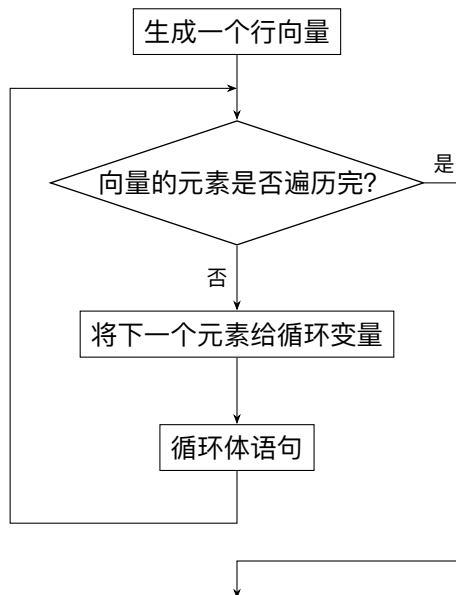 生成一个行向量
向量的元素是否遍历完?
是
否
将下一个元素给循环变量
循环体语句